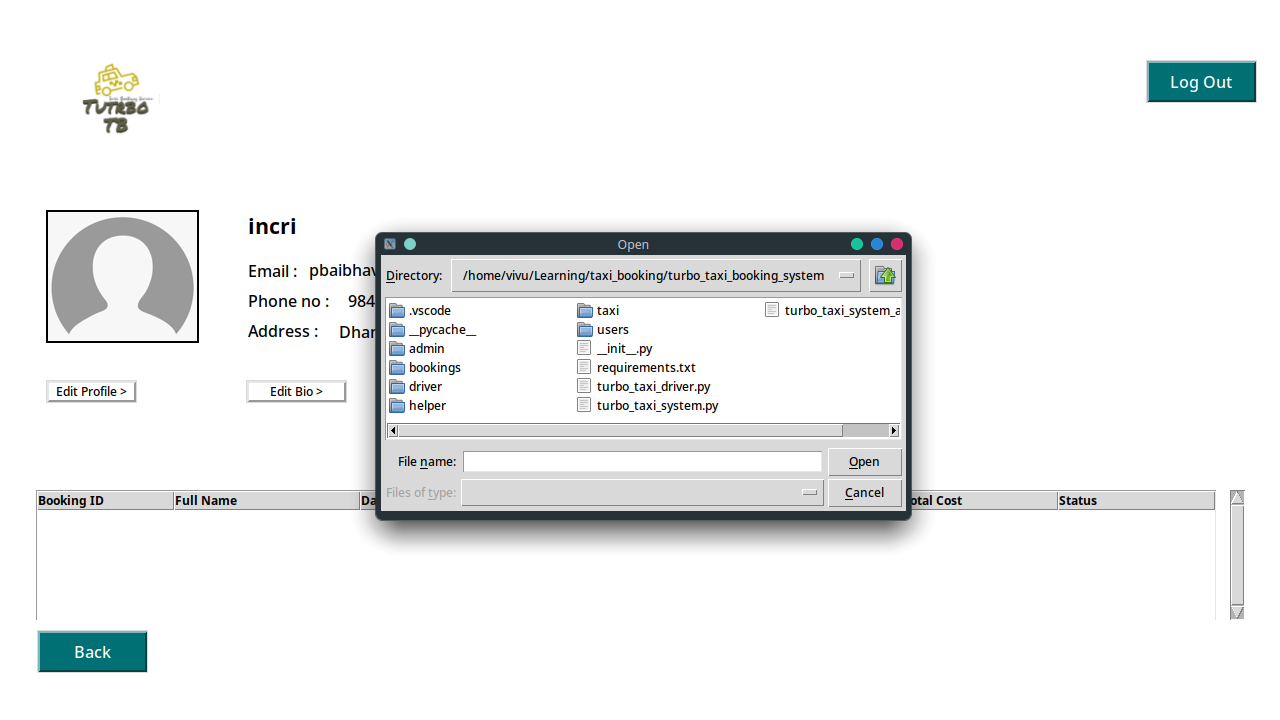 TUTRBO
TB
Log Out
incri
Email : pbaibhav
Phone no : 984
Address : Dhar
Edit Profile >
Edit Bio >
Open
Directory: /home/vivu/Learning/taxi_booking/turbo_taxi_booking_system
.vscode
__pycache__
admin
bookings
driver
helper
taxi
users
__init__.py
requirements.txt
turbo_taxi_driver.py
turbo_taxi_system.py
turbo_taxi_system_a
File name: Open
Files of type: Cancel
Booking ID Full Name Da otal Cost Status
Back